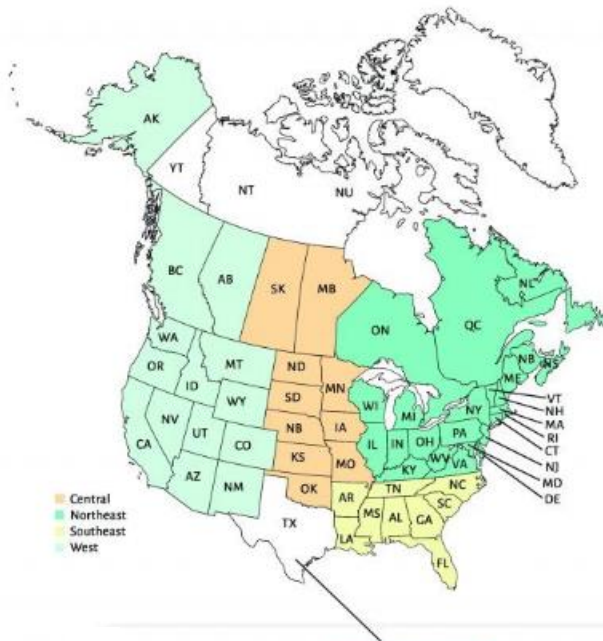 AK
YT
NT
NU
BC
AB
SK
MB
ON
QC
NL
NB
NS
ME
WA
OR
ID
MT
WY
NV
UT
CO
CA
AZ
NM
ND
SD
NB
KS
OK
MN
IA
MO
TX
WI
MI
IL
IN
OH
KY
WV
VA
PA
NY
VT
NH
MA
RI
CT
NJ
MD
DE
AR
TN
NC
SC
MS
AL
GA
LA
FL
Central
Northeast
Southeast
West